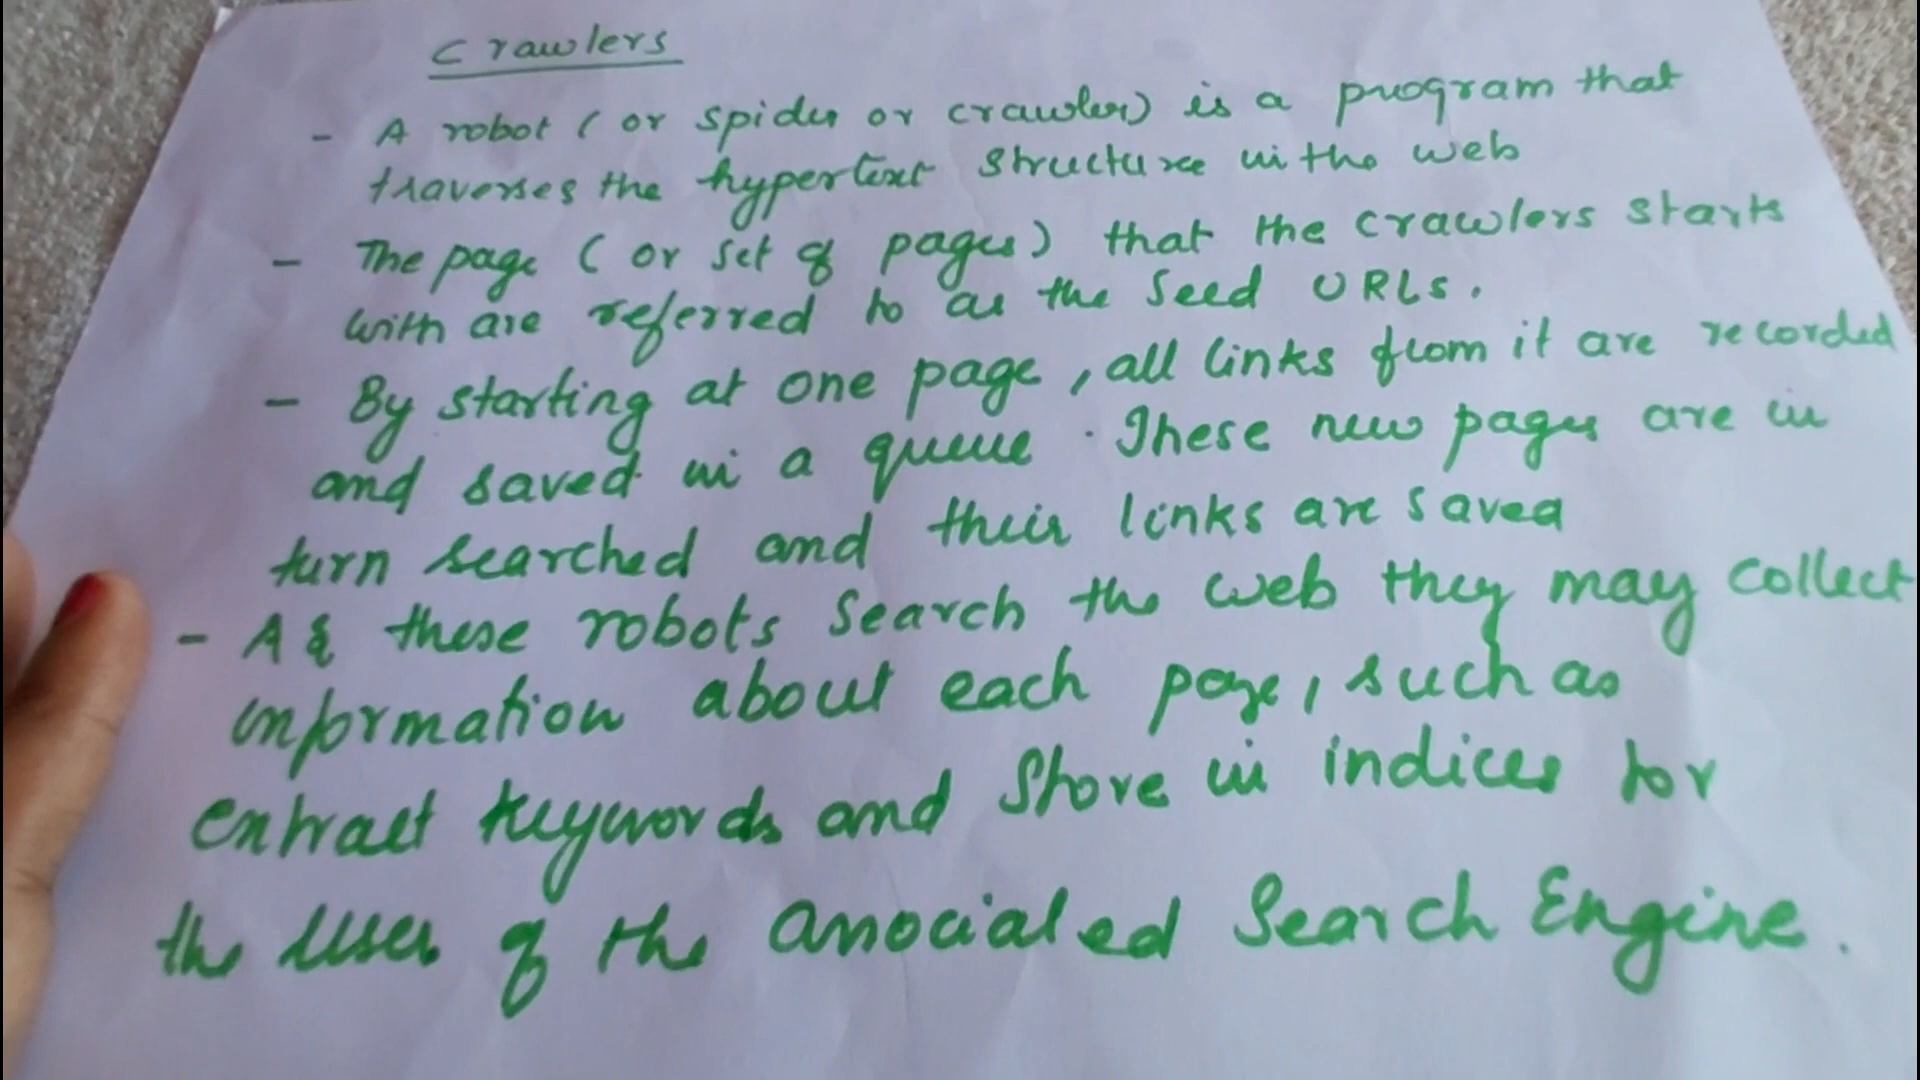 Crawlers
- A robot (or spider or crawler) is a program that
traverses the hypertext structure in the web
- The page (or set of pages) that the crawlers starts
with are referred to as the Seed URLs.
- By starting at one page, all links from it are recorded
and saved in a queue. These new pages are in
turn searched and their links are saved
- As these robots search the web they may collect
information about each page, such as
extract keywords and Store in indices for
the user of the associated Search Engine.